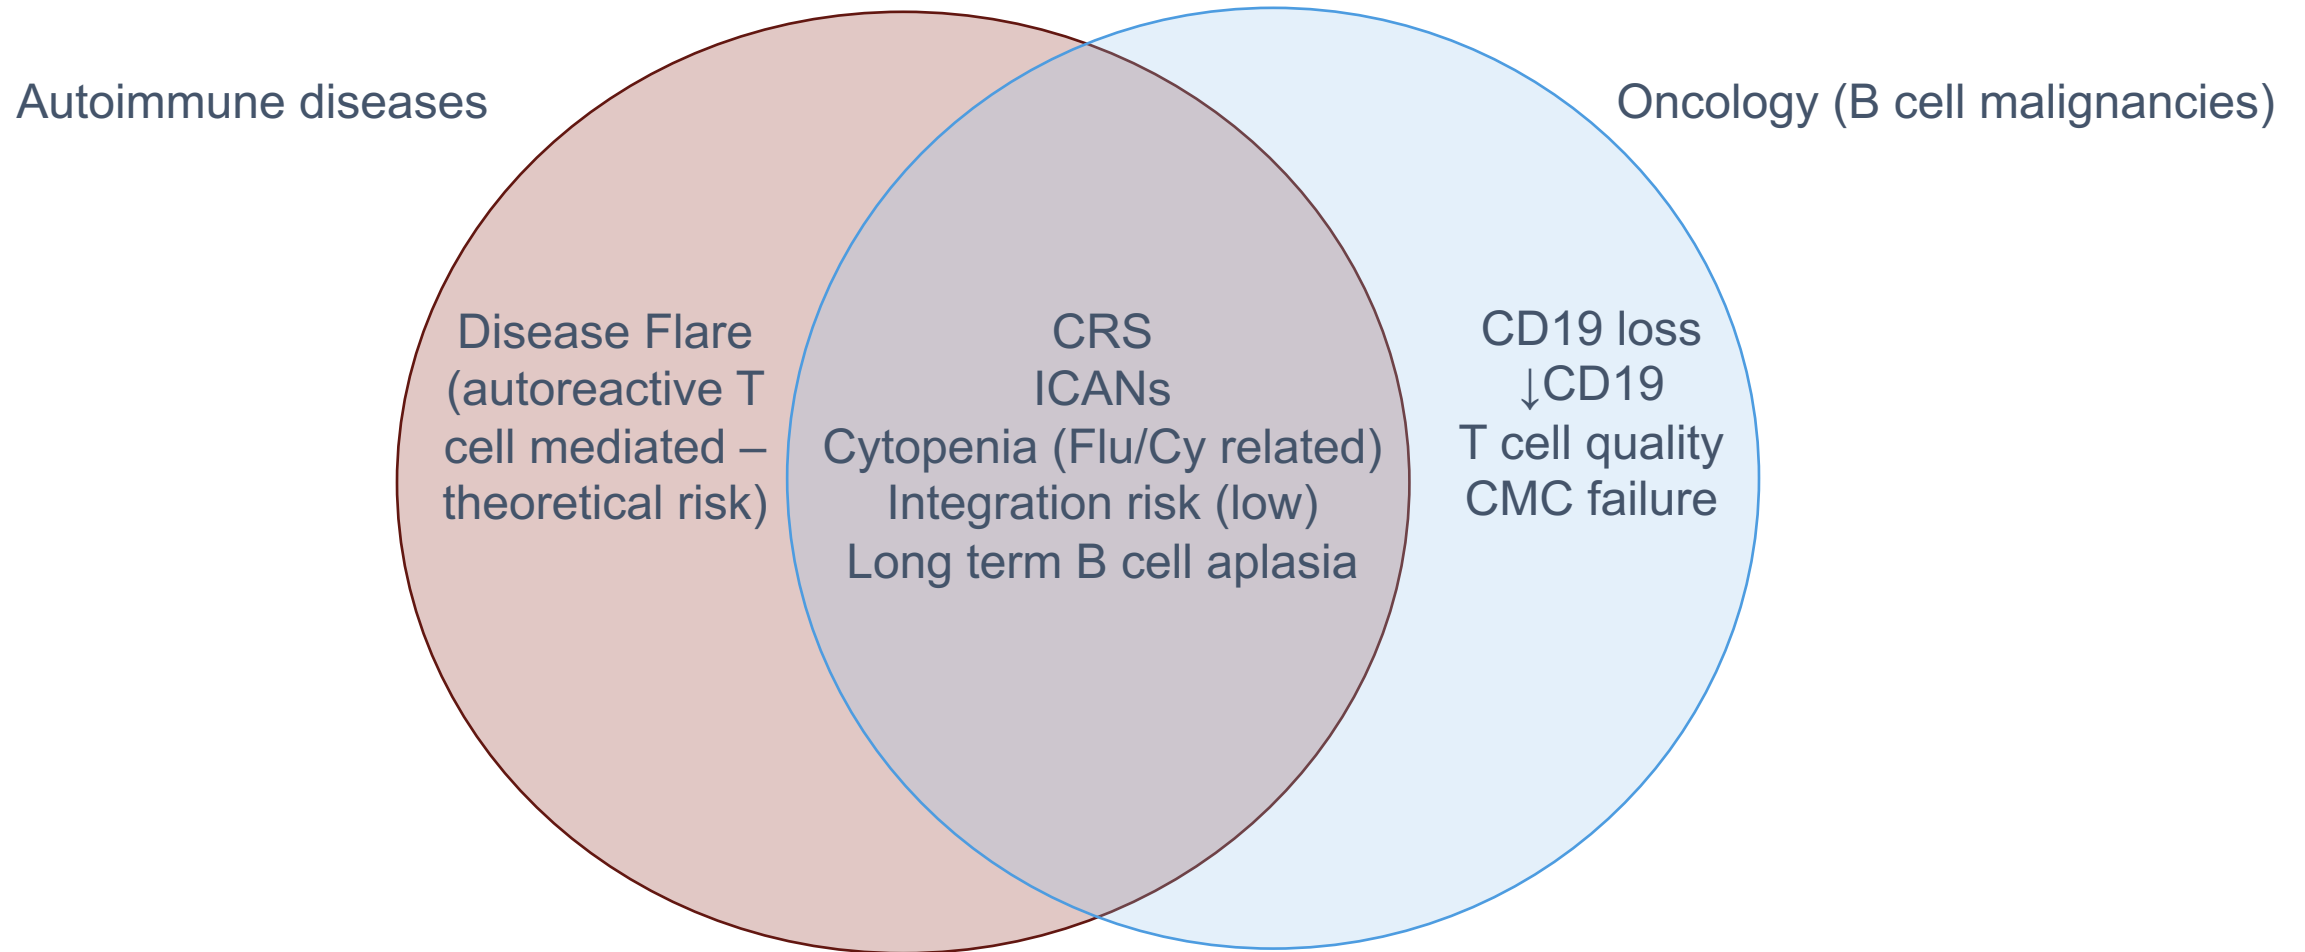 Autoimmune diseases
Oncology (B cell malignancies)
Disease Flare
(autoreactive T
cell mediated –
theoretical risk)
CRS
ICANs
Cytopenia (Flu/Cy related)
Integration risk (low)
Long term B cell aplasia
CD19 loss
↓CD19
T cell quality
CMC failure